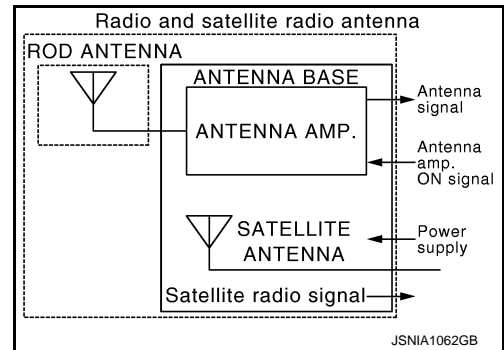 Radio and satellite radio antenna
ROD ANTENNA
ANTENNA BASE
ANTENNA AMP.
Antenna
signal
Antenna
amp.
ON signal
SATELLITE
ANTENNA
Power
supply
Satellite radio signal
JSNIA1062GB